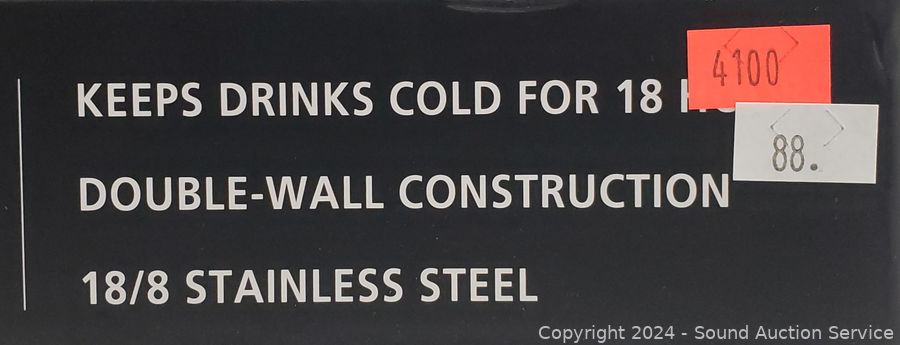 4100
KEEPS DRINKS COLD FOR 18
88.
DOUBLE-WALL CONSTRUCTION
18/8 STAINLESS STEEL
Copyright 2024 - Sound Auction Service